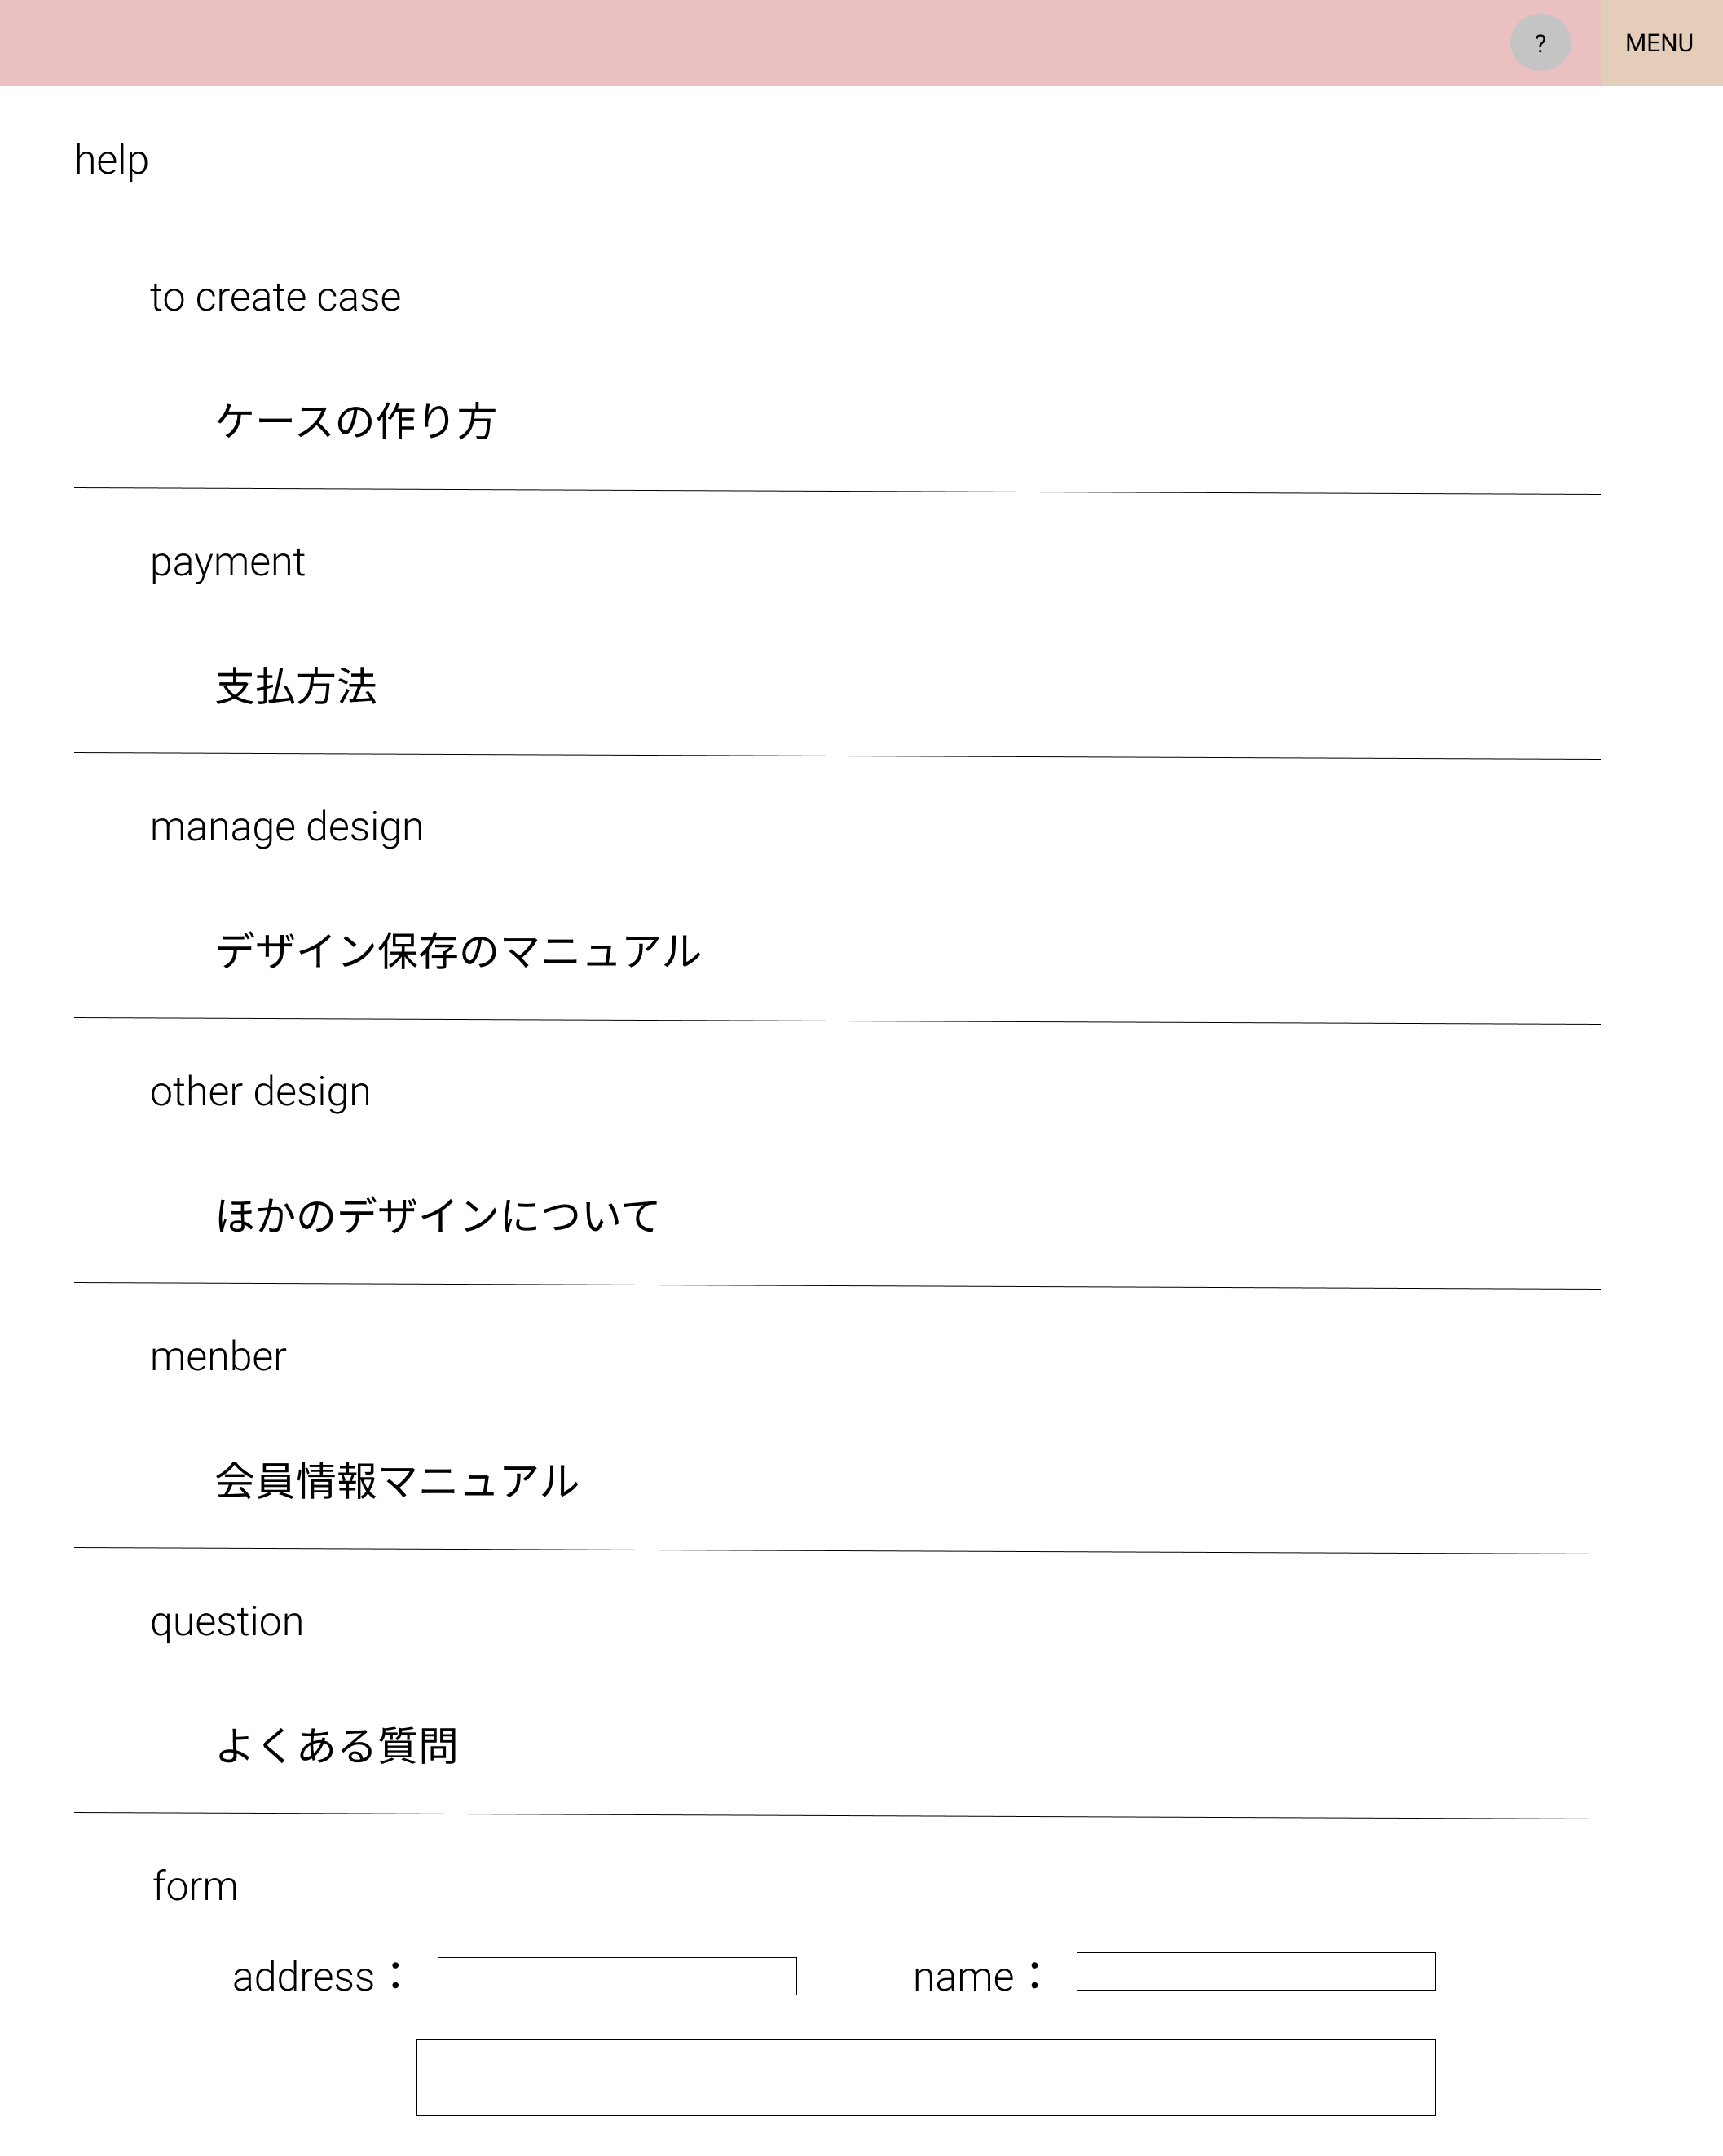 ?
MENU
help
to create case
ケースの作り方
payment
支払方法
manage design
デザイン保存のマニュアル
other design
ほかのデザインについて
menber
会員情報マニュアル
question
よくある質問
form
address： name：